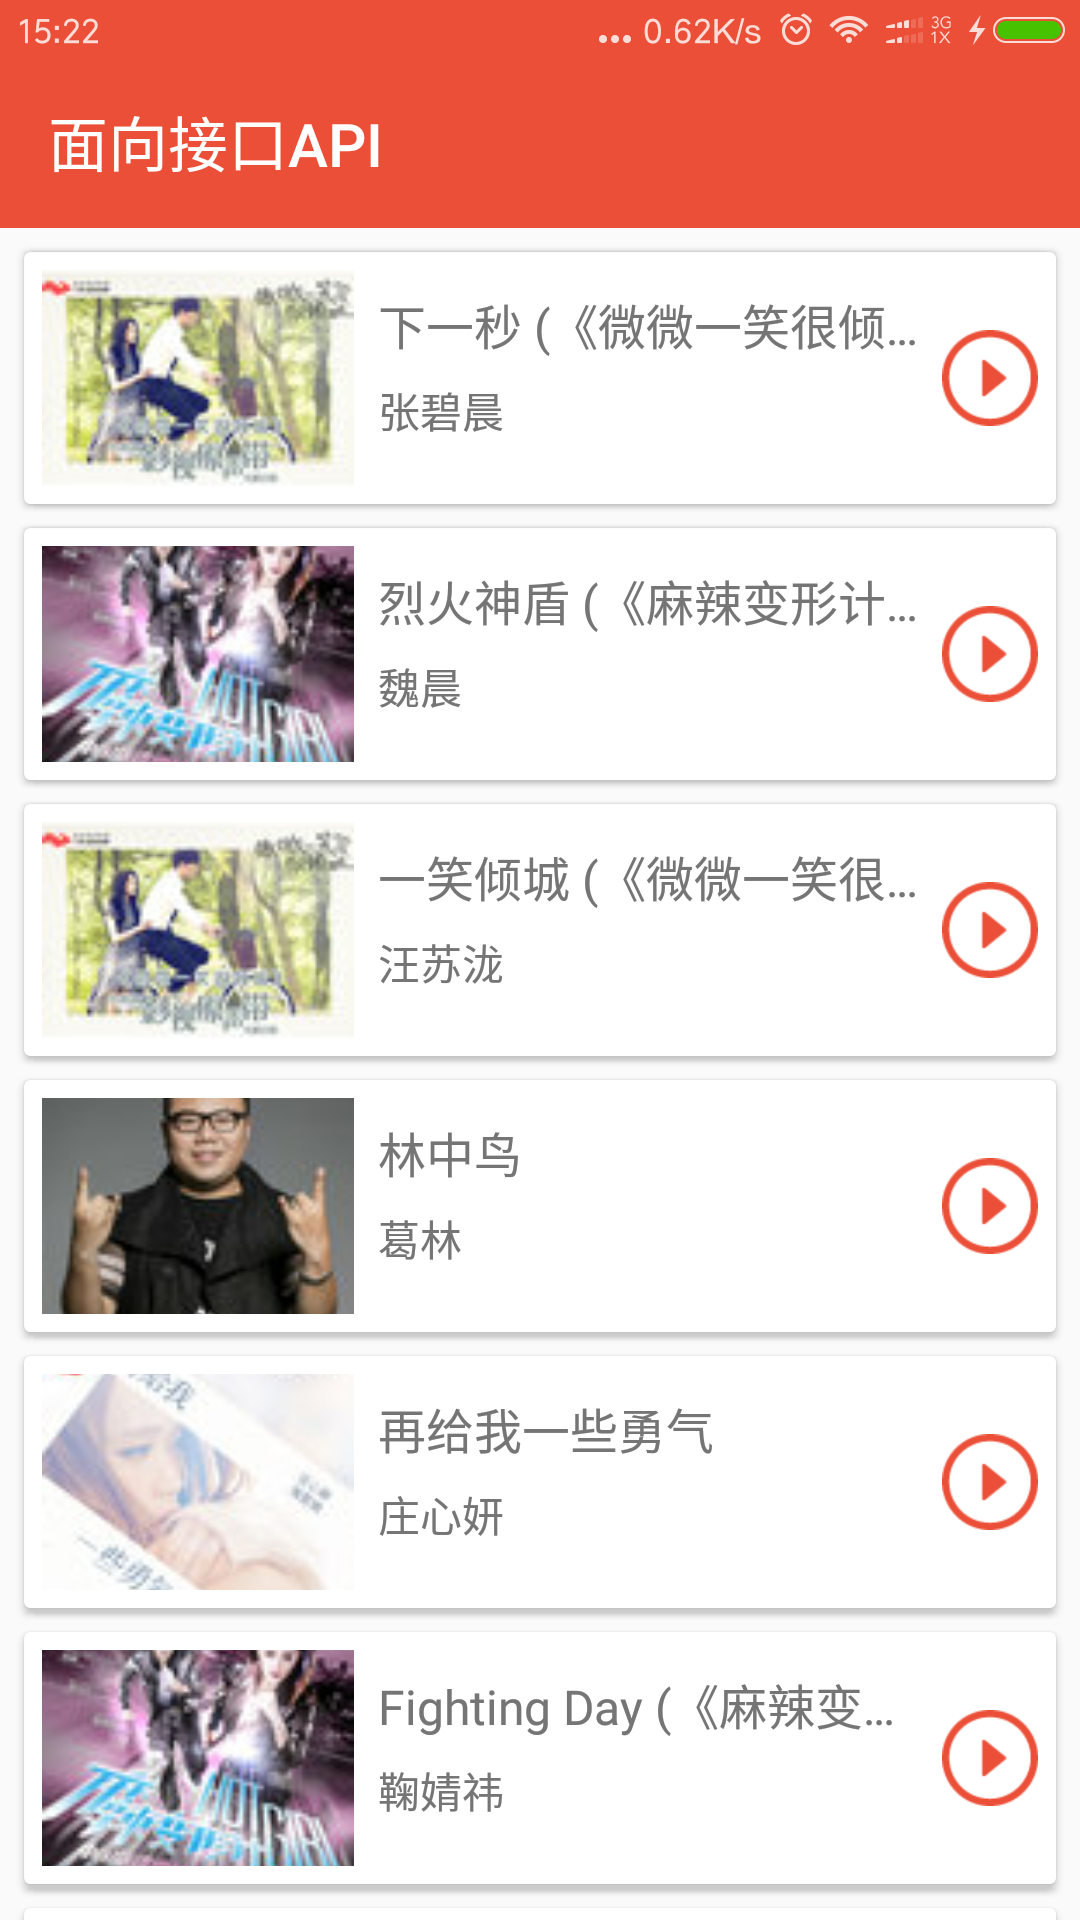 15:22
... 0.62K/s
3G
1X
面向接口API
下一秒 (《微微一笑很倾...
张碧晨
烈火神盾 (《麻辣变形计...
魏晨
一笑倾城 (《微微一笑很...
汪苏泷
林中鸟
葛林
再给我一些勇气
庄心妍
Fighting Day (《麻辣变...
鞠婧祎